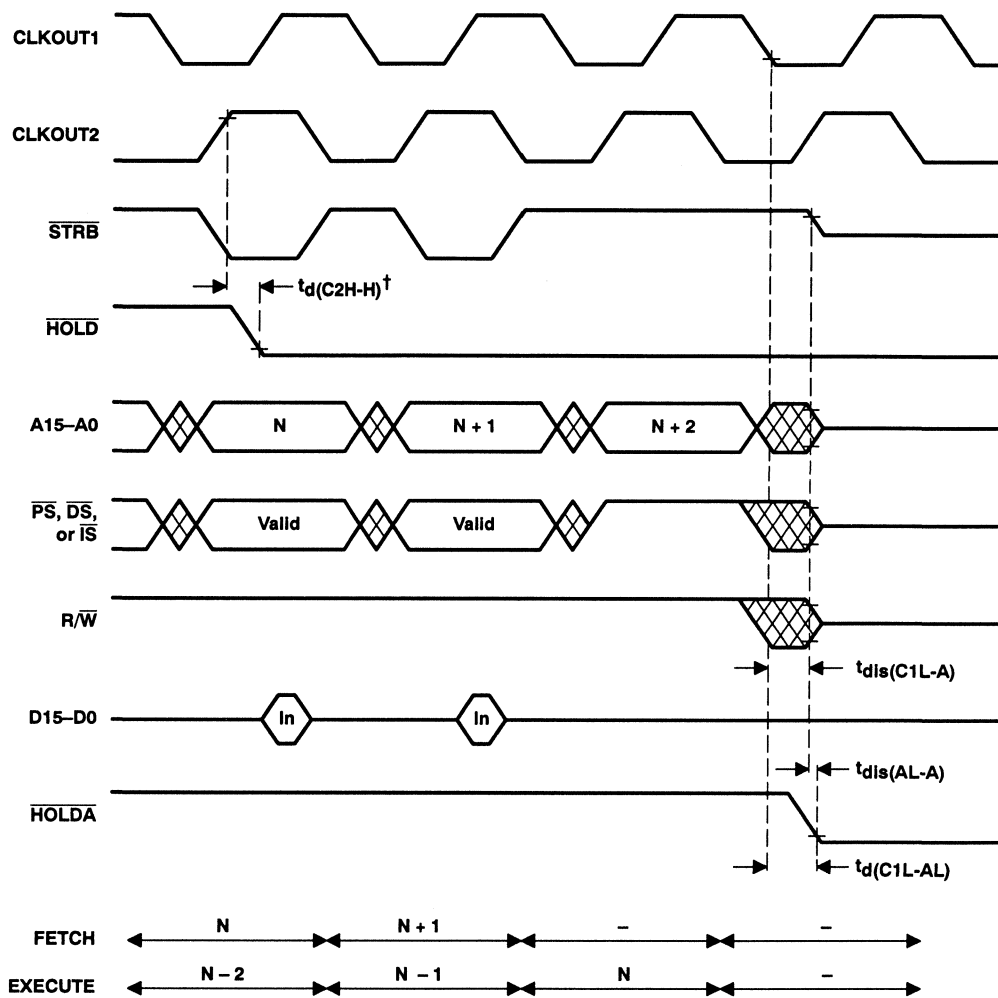 CLKOUT1
CLKOUT2
STRB
td(C2H-H)†
HOLD
A15–A0
N
N + 1
N + 2
PS, DS,
or IS
Valid
Valid
R/W
tdis(C1L-A)
D15–D0
In
In
tdis(AL-A)
HOLDA
td(C1L-AL)
FETCH
N
N + 1
–
–
EXECUTE
N – 2
N – 1
N
–